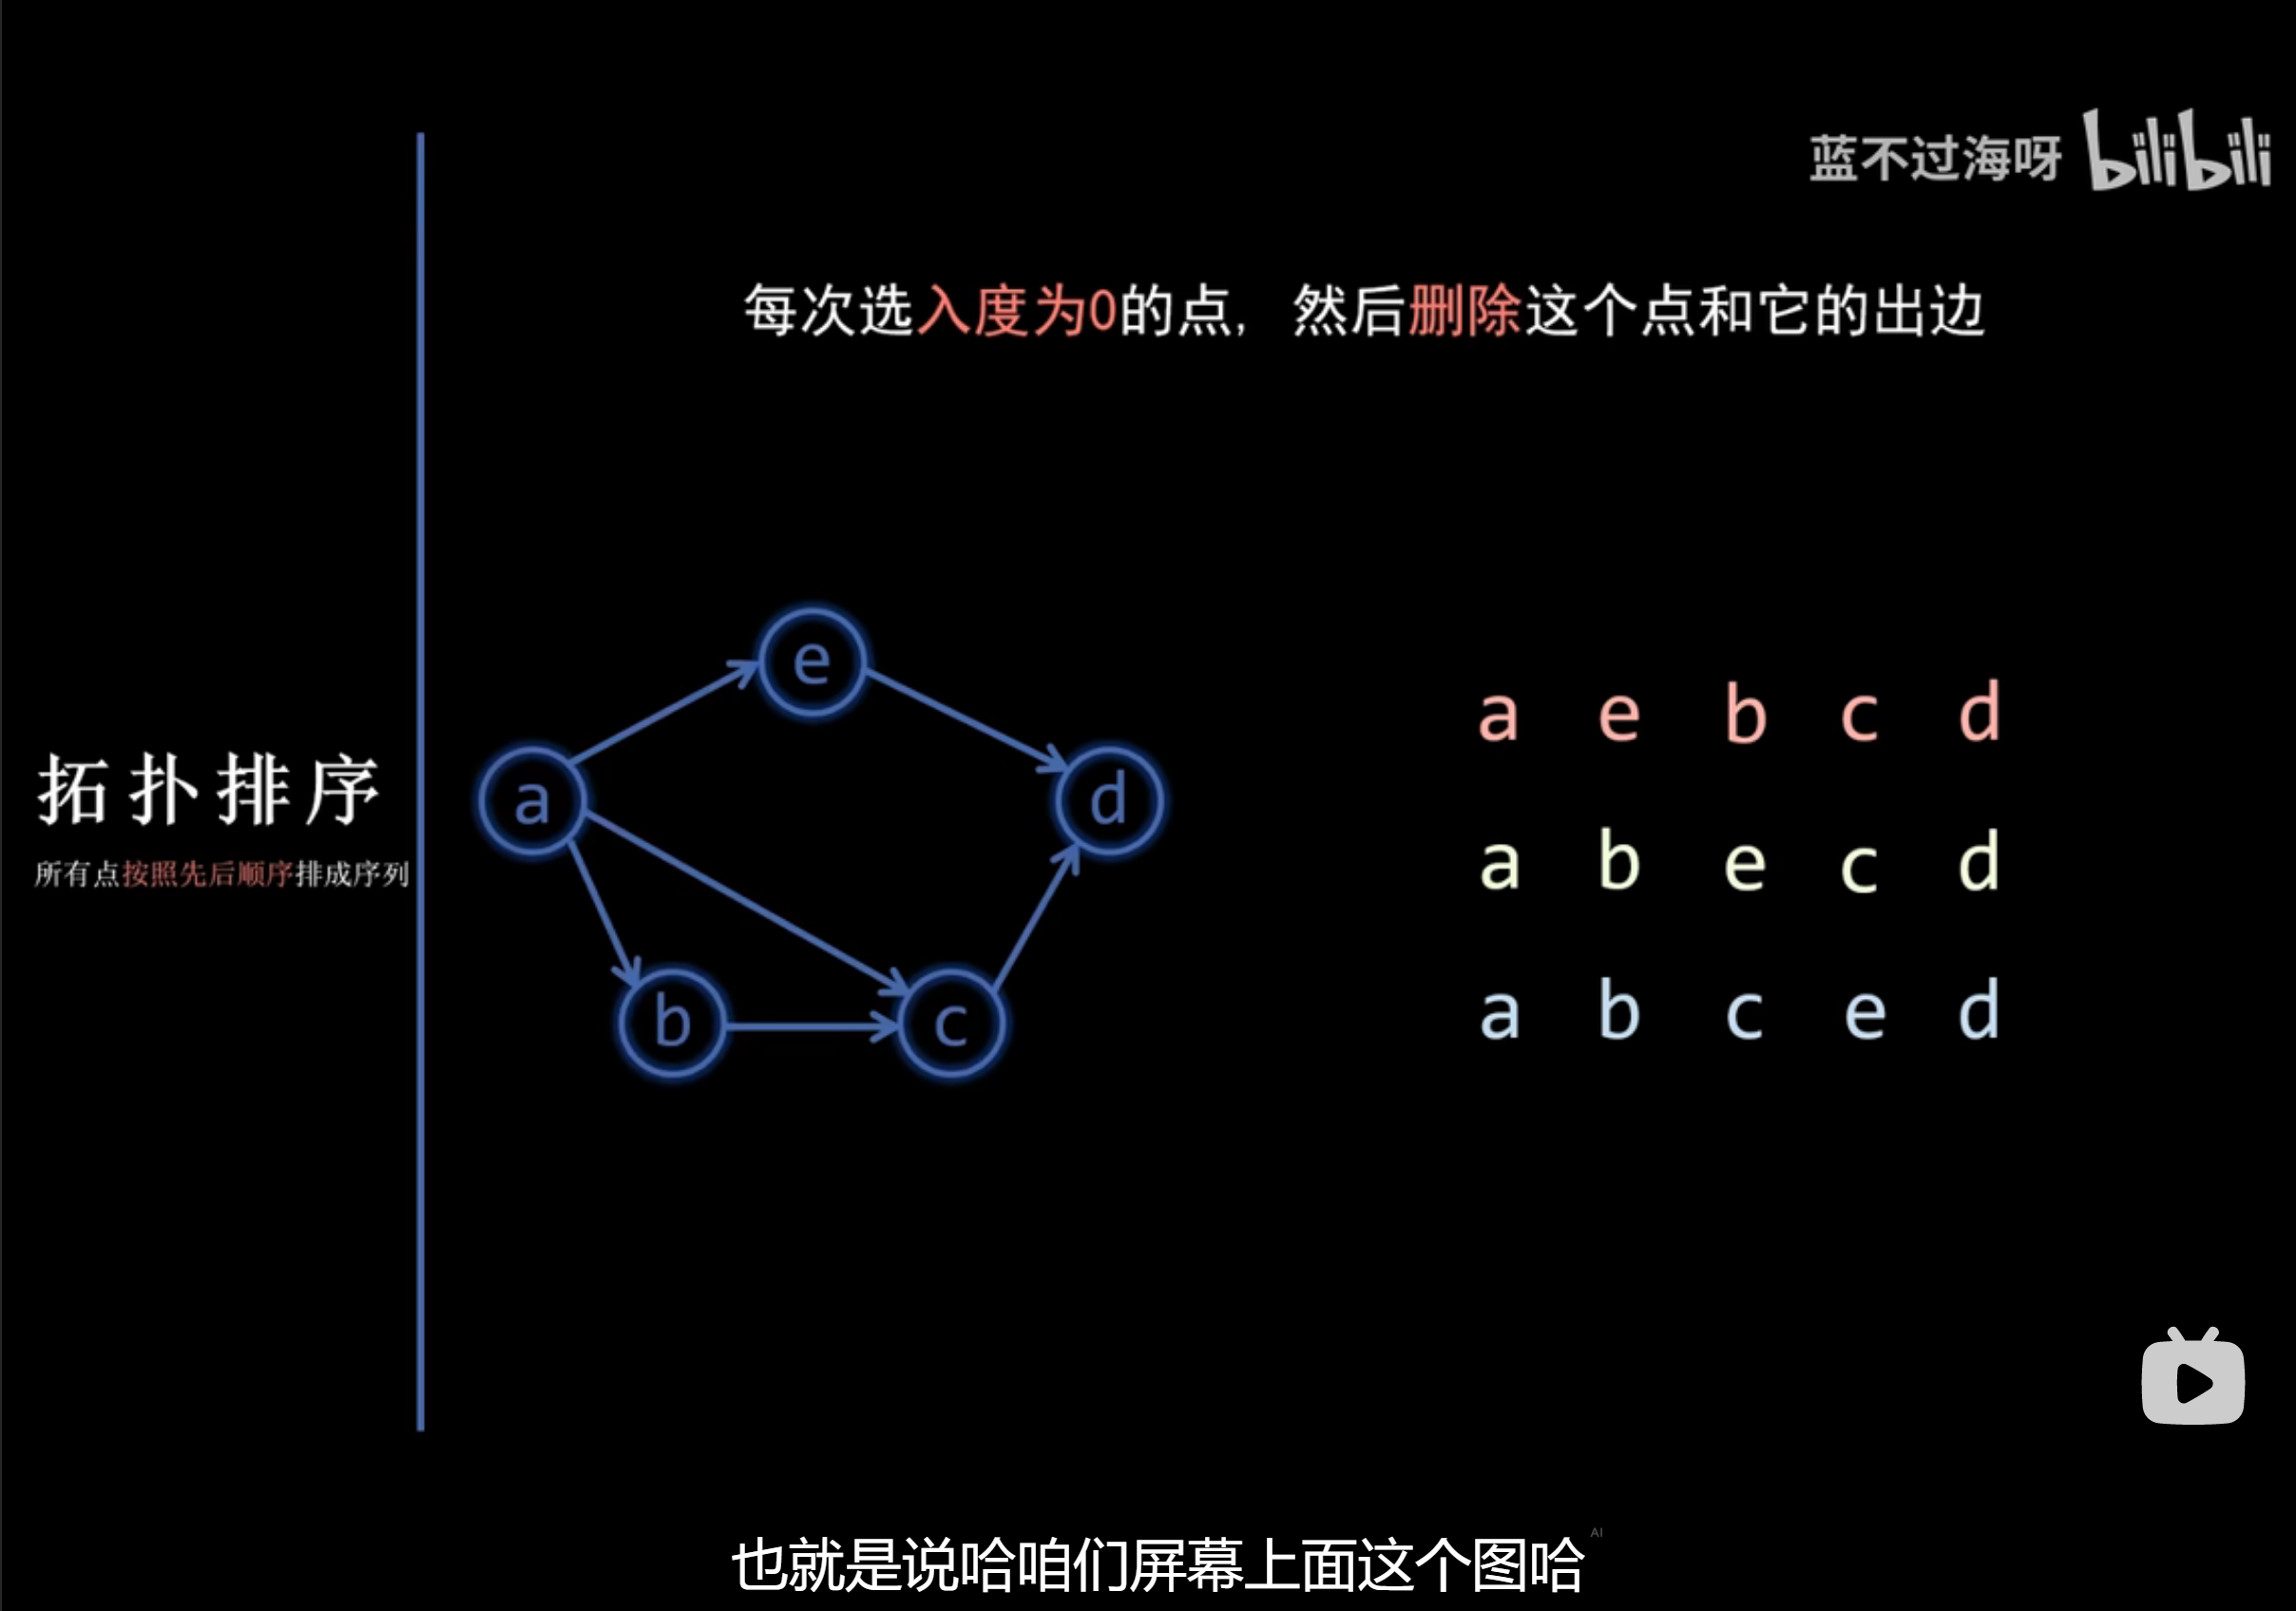 蓝不过海呀 bilibili
每次选入度为0的点，然后删除这个点和它的出边
拓扑排序
所有点按照先后顺序排成序列
e
a
d
b
c
a e b c d
a b e c d
a b c e d
也就是说哈咱们屏幕上面这个图哈
AI